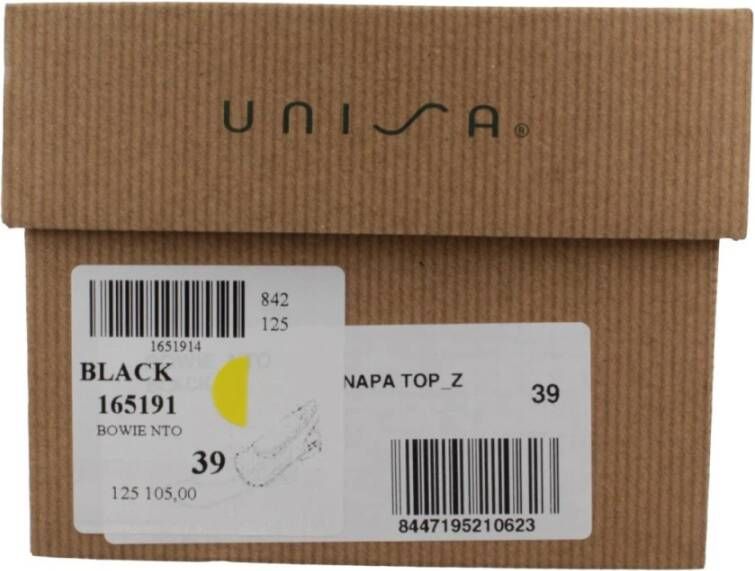 UNISA®
842
125
1651914
BLACK
165191
BOWIE NTO
39
125 105,00
NAPA TOP_Z
39
8447195210623